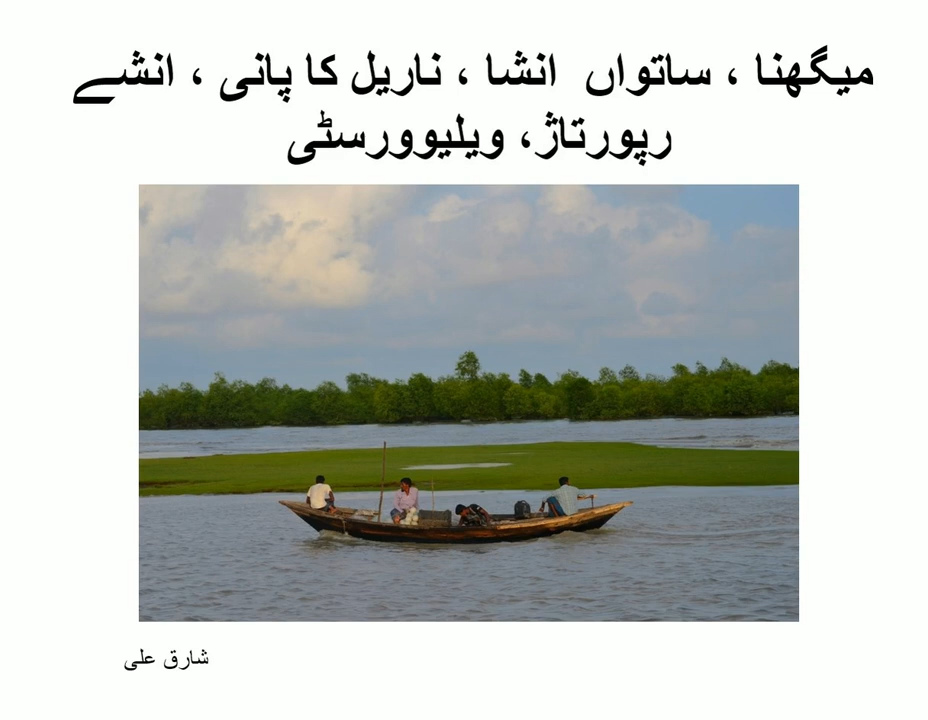 میگھنا ، ساتواں انشا ، ناریل کا پانی ، انشے
رپورتاژ، ویلیوورسٹی
شارق علی